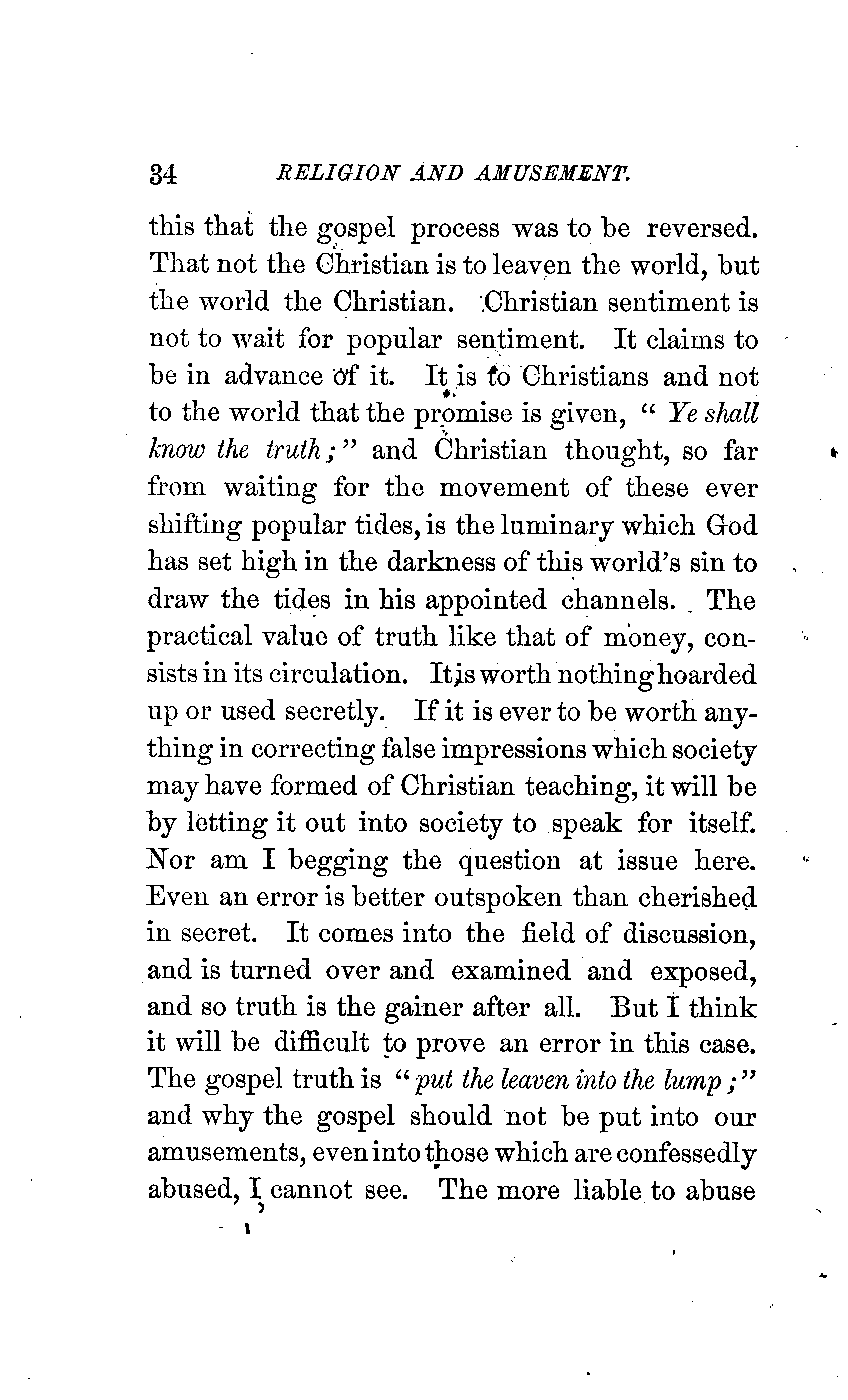 34 RELIGION AND AMUSEMENT.
this that the gospel process was to be reversed.
That not the Christian is to leaven the world, but
the world the Christian. Christian sentiment is
not to wait for popular sentiment. It claims to
be in advance of it. It is to Christians and not
to the world that the promise is given, “ Ye shall
know the truth ;” and Christian thought, so far
from waiting for the movement of these ever
shifting popular tides, is the luminary which God
has set high in the darkness of this world’s sin to
draw the tides in his appointed channels. The
practical value of truth like that of money, con-
sists in its circulation. It is worth nothing hoarded
up or used secretly. If it is ever to be worth any-
thing in correcting false impressions which society
may have formed of Christian teaching, it will be
by letting it out into society to speak for itself.
Nor am I begging the question at issue here.
Even an error is better outspoken than cherished
in secret. It comes into the field of discussion,
and is turned over and examined and exposed,
and so truth is the gainer after all. But I think
it will be difficult to prove an error in this case.
The gospel truth is “ put the leaven into the lump ;”
and why the gospel should not be put into our
amusements, even into those which are confessedly
abused, I cannot see. The more liable to abuse